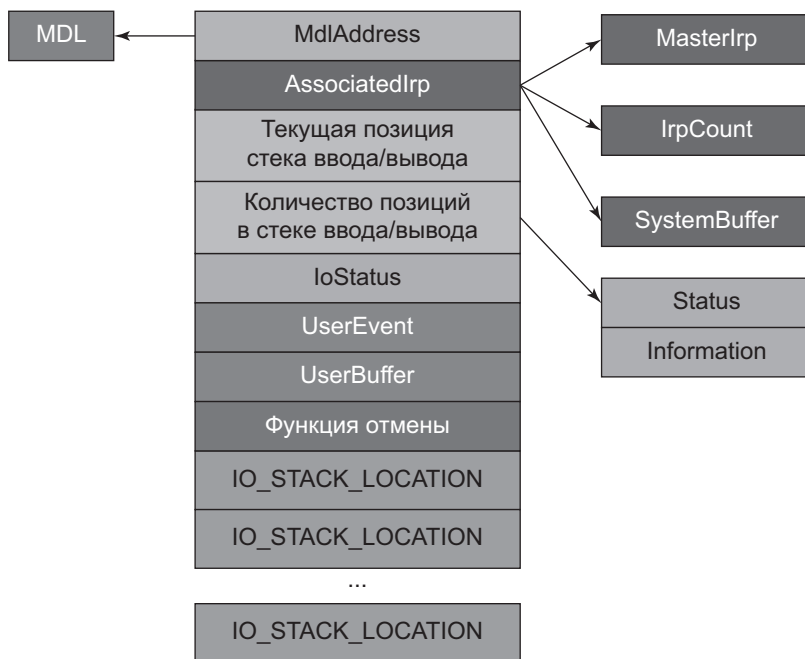 MDL
MdlAddress
AssociatedIrp
Текущая позиция
стека ввода/вывода
Количество позиций
в стеке ввода/вывода
IoStatus
UserEvent
UserBuffer
Функция отмены
IO_STACK_LOCATION
IO_STACK_LOCATION
...
IO_STACK_LOCATION
MasterIrp
IrpCount
SystemBuffer
Status
Information